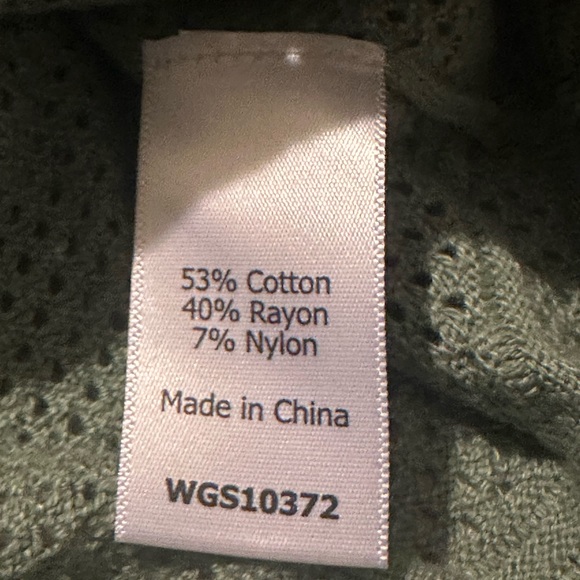 53% Cotton
40% Rayon
7% Nylon
Made in China
WGS10372